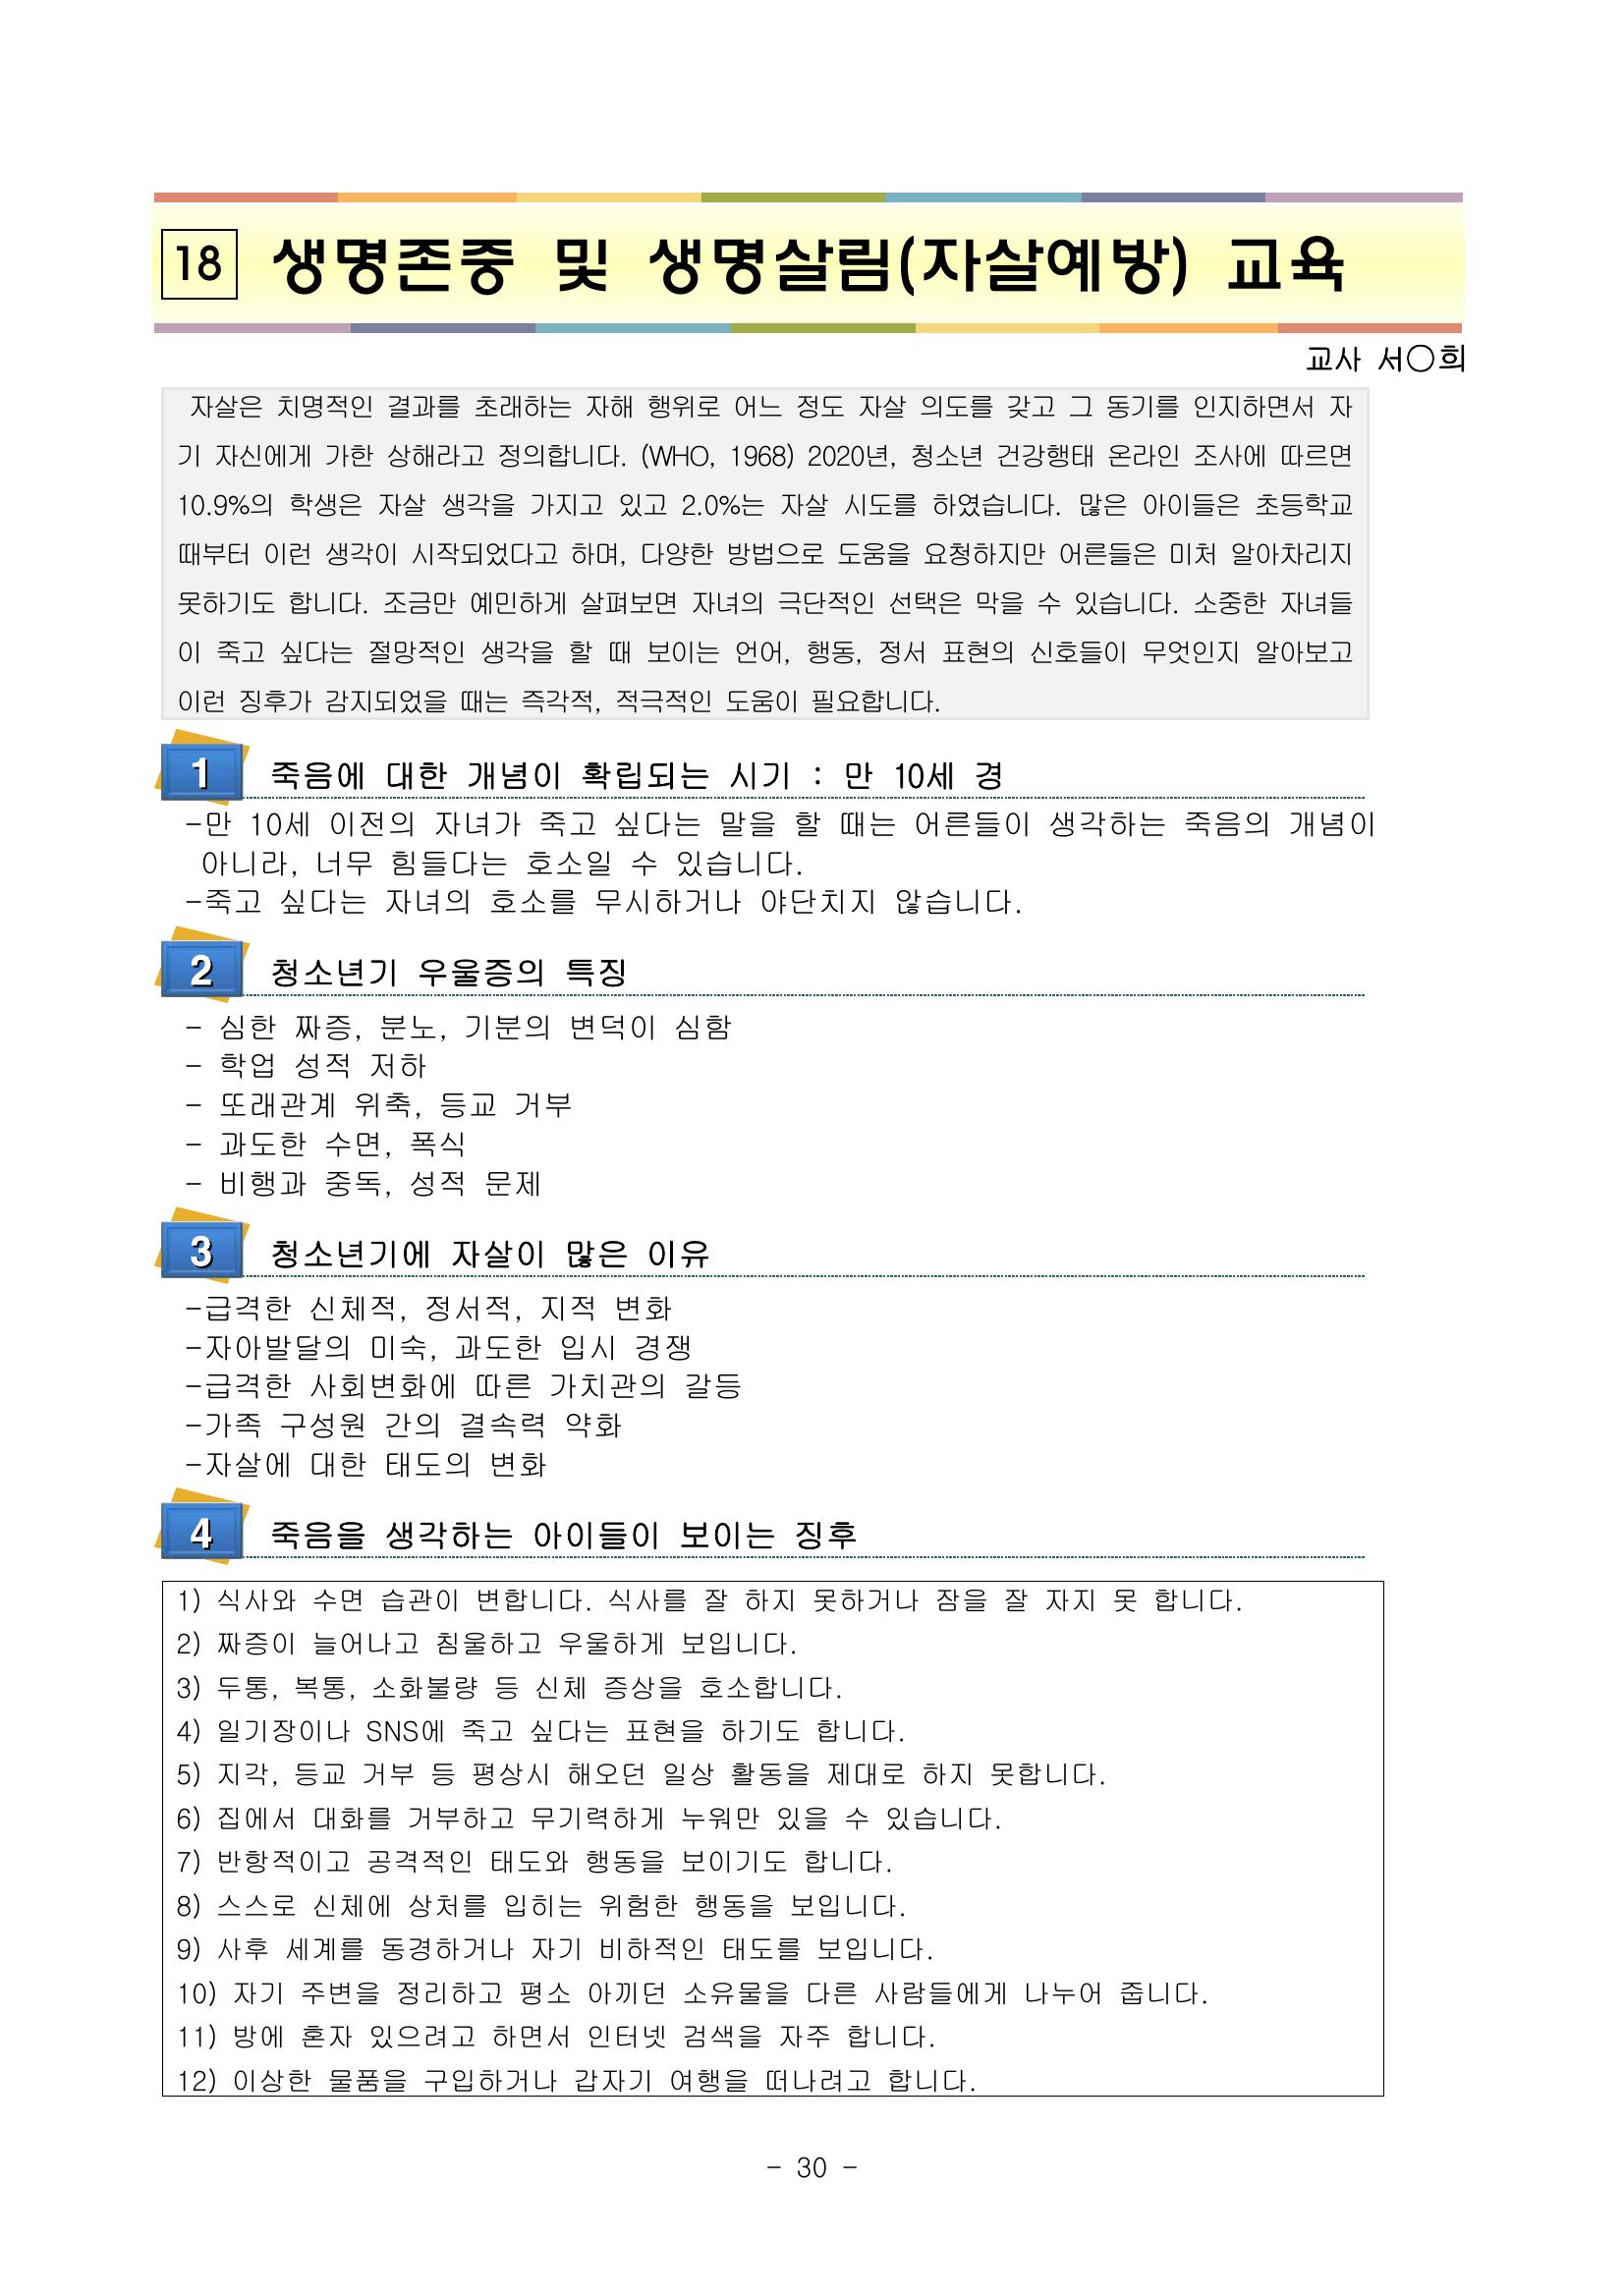 18 생명존중 및 생명살림(자살예방) 교육
교사 서○희
자살은 치명적인 결과를 초래하는 자해 행위로 어느 정도 자살 의도를 갖고 그 동기를 인지하면서 자
기 자신에게 가한 상해라고 정의합니다. (WHO, 1968) 2020년, 청소년 건강행태 온라인 조사에 따르면
10.9%의 학생은 자살 생각을 가지고 있고 2.0%는 자살 시도를 하였습니다. 많은 아이들은 초등학교
때부터 이런 생각이 시작되었다고 하며, 다양한 방법으로 도움을 요청하지만 어른들은 미처 알아차리지
못하기도 합니다. 조금만 예민하게 살펴보면 자녀의 극단적인 선택은 막을 수 있습니다. 소중한 자녀들
이 죽고 싶다는 절망적인 생각을 할 때 보이는 언어, 행동, 정서 표현의 신호들이 무엇인지 알아보고
이런 징후가 감지되었을 때는 즉각적, 적극적인 도움이 필요합니다.
1 죽음에 대한 개념이 확립되는 시기 : 만 10세 경
-만 10세 이전의 자녀가 죽고 싶다는 말을 할 때는 어른들이 생각하는 죽음의 개념이
아니라, 너무 힘들다는 호소일 수 있습니다.
-죽고 싶다는 자녀의 호소를 무시하거나 야단치지 않습니다.
2 청소년기 우울증의 특징
- 심한 짜증, 분노, 기분의 변덕이 심함
- 학업 성적 저하
- 또래관계 위축, 등교 거부
- 과도한 수면, 폭식
- 비행과 중독, 성적 문제
3 청소년기에 자살이 많은 이유
-급격한 신체적, 정서적, 지적 변화
-자아발달의 미숙, 과도한 입시 경쟁
-급격한 사회변화에 따른 가치관의 갈등
-가족 구성원 간의 결속력 약화
-자살에 대한 태도의 변화
4 죽음을 생각하는 아이들이 보이는 징후
1) 식사와 수면 습관이 변합니다. 식사를 잘 하지 못하거나 잠을 잘 자지 못 합니다.
2) 짜증이 늘어나고 침울하고 우울하게 보입니다.
3) 두통, 복통, 소화불량 등 신체 증상을 호소합니다.
4) 일기장이나 SNS에 죽고 싶다는 표현을 하기도 합니다.
5) 지각, 등교 거부 등 평상시 해오던 일상 활동을 제대로 하지 못합니다.
6) 집에서 대화를 거부하고 무기력하게 누워만 있을 수 있습니다.
7) 반항적이고 공격적인 태도와 행동을 보이기도 합니다.
8) 스스로 신체에 상처를 입히는 위험한 행동을 보입니다.
9) 사후 세계를 동경하거나 자기 비하적인 태도를 보입니다.
10) 자기 주변을 정리하고 평소 아끼던 소유물을 다른 사람들에게 나누어 줍니다.
11) 방에 혼자 있으려고 하면서 인터넷 검색을 자주 합니다.
12) 이상한 물품을 구입하거나 갑자기 여행을 떠나려고 합니다.
- 30 -